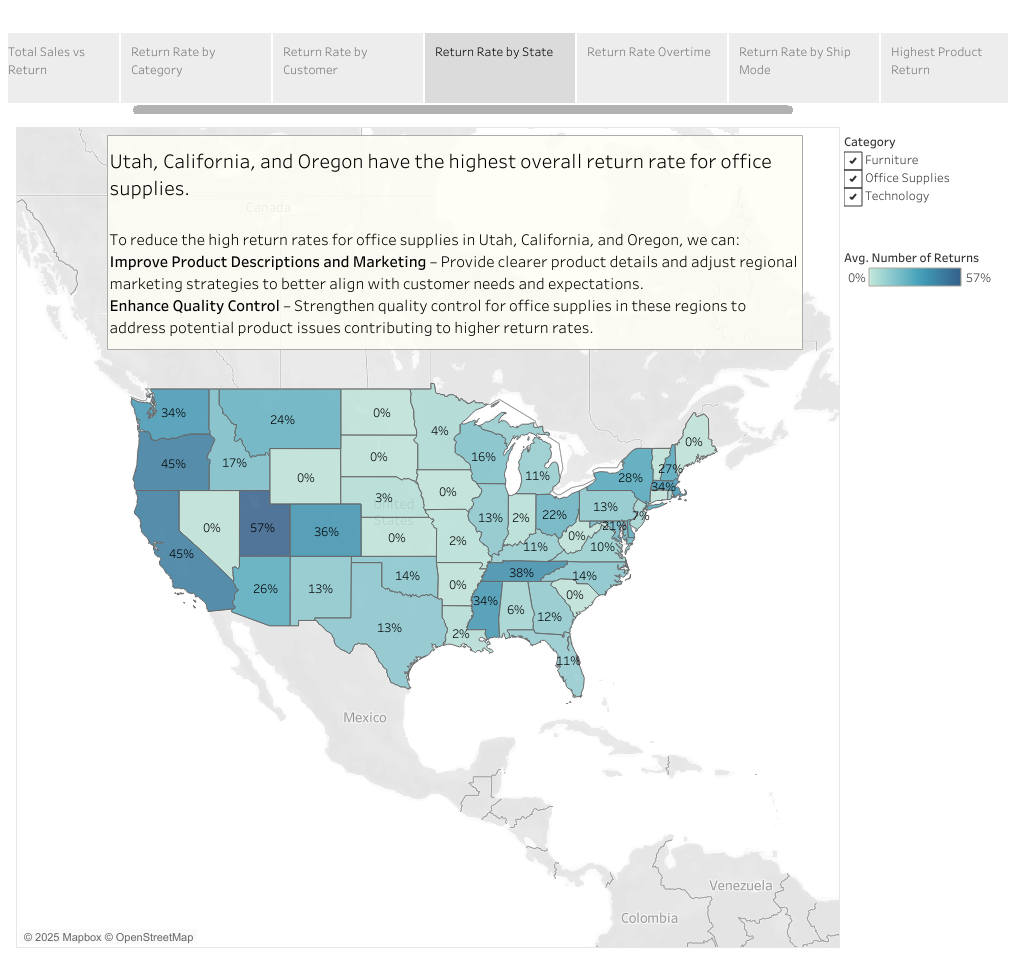 Total Sales vs Return
Return Rate by Category
Return Rate by Customer
Return Rate by State
Return Rate Overtime
Return Rate by Ship Mode
Highest Product Return
Utah, California, and Oregon have the highest overall return rate for office
supplies.
To reduce the high return rates for office supplies in Utah, California, and Oregon, we can:
Improve Product Descriptions and Marketing – Provide clearer product details and adjust regional
marketing strategies to better align with customer needs and expectations.
Enhance Quality Control – Strengthen quality control for office supplies in these regions to
address potential product issues contributing to higher return rates.
Canada
Category
Furniture
Office Supplies
Technology
Avg. Number of Returns
0% 57%
34%
24%
0%
4%
0%
27%
45%
17%
0%
0%
16%
11%
28%
34%
3%
0%
13%
2%
22%
13%
7%
United
States
0%
57%
36%
0%
2%
11%
0%
21%
10%
45%
26%
13%
14%
0%
38%
14%
0%
13%
2%
34%
6%
12%
11%
Mexico
Venezuela
Colombia
© 2025 Mapbox © OpenStreetMap